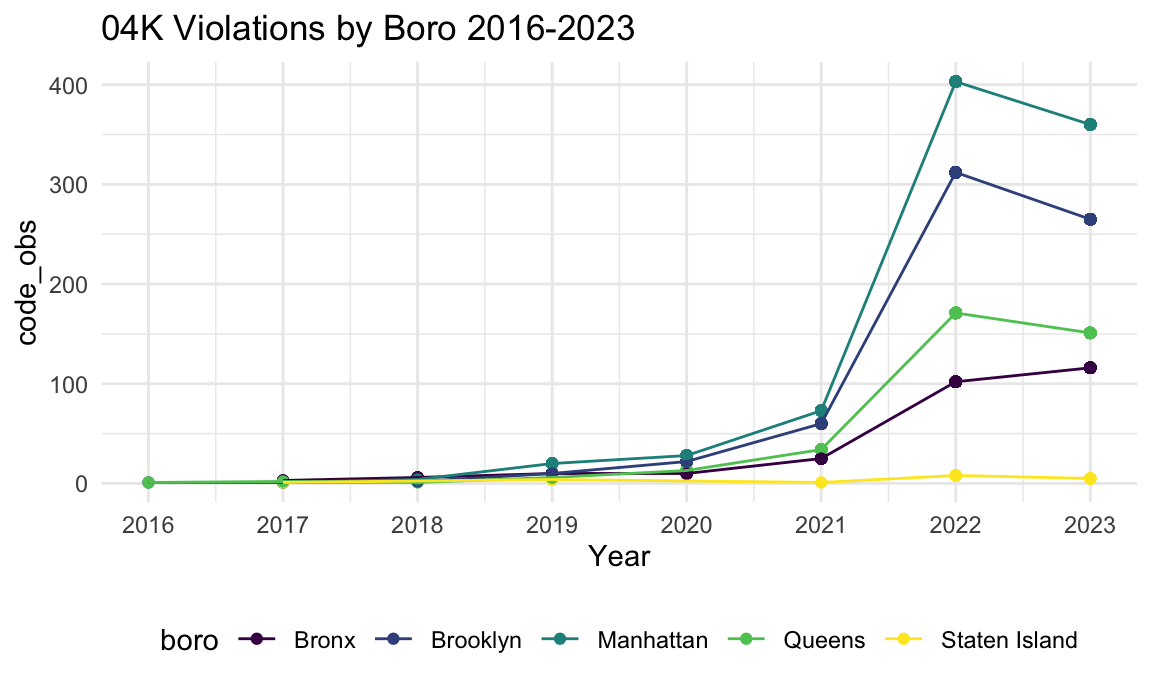 04K Violations by Boro 2016-2023
400
300
200
100
0
code_obs
2016 2017 2018 2019 2020 2021 2022 2023
Year
boro Bronx Brooklyn Manhattan Queens Staten Island